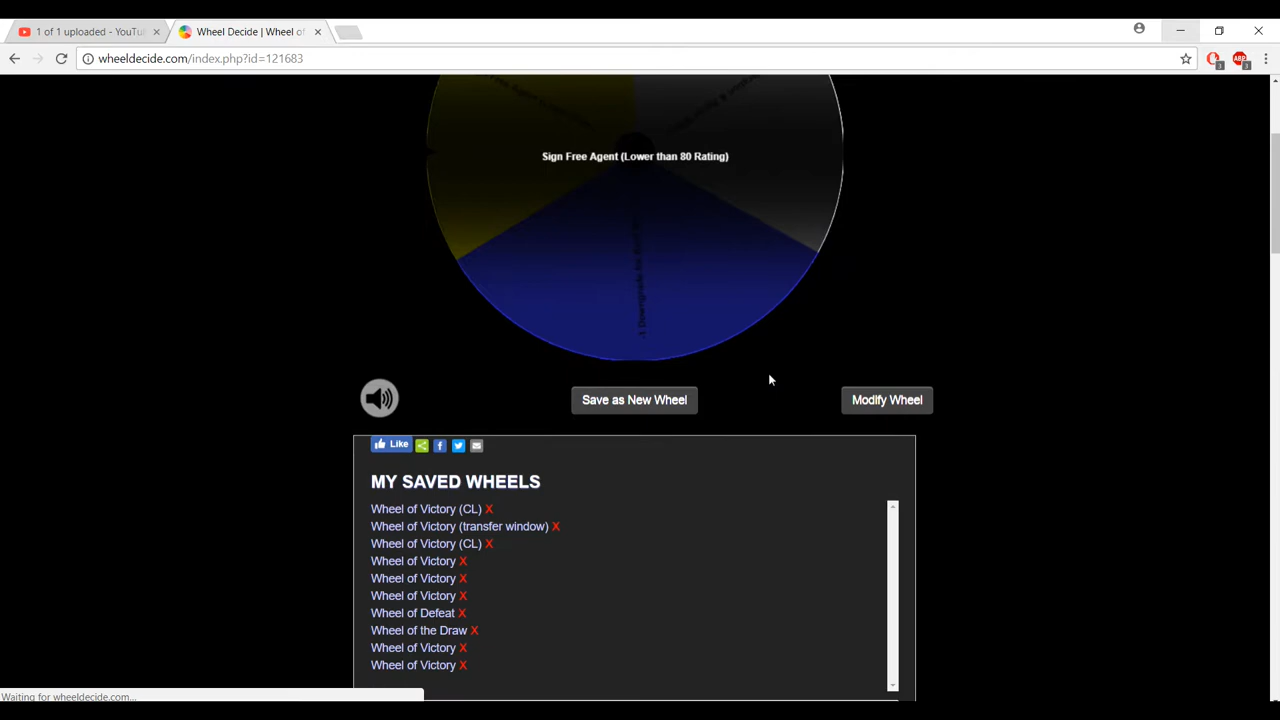 1 of 1 uploaded - YouTu
Wheel Decide | Wheel of
wheeldecide.com/index.php?id=121683
3
ABP
3
Sign Free Agent (Lower than 80 Rating)
Save as New Wheel
Modify Wheel
Like
MY SAVED WHEELS
Wheel of Victory (CL) X
Wheel of Victory (transfer window) X
Wheel of Victory (CL) X
Wheel of Victory X
Wheel of Victory X
Wheel of Victory X
Wheel of Defeat X
Wheel of the Draw X
Wheel of Victory X
Wheel of Victory X
Waiting for wheeldecide.com...